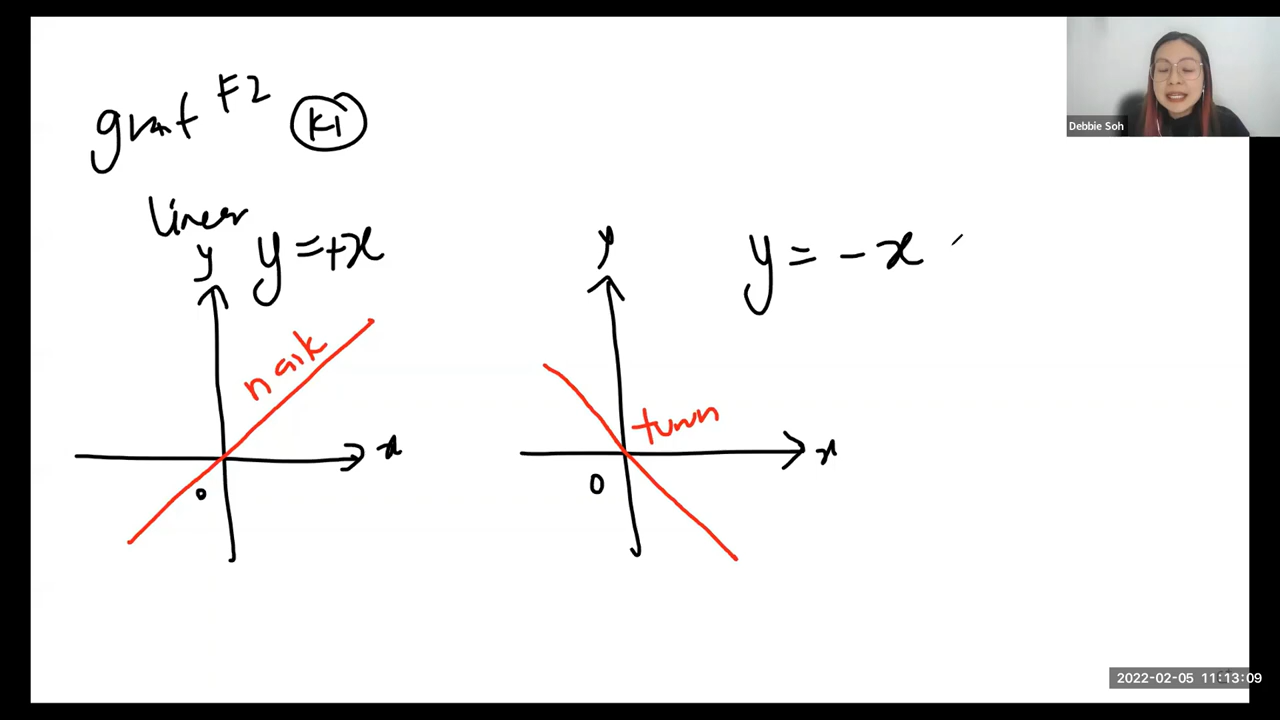 graf F2 K1
Linear
y y = +x
naik
x
0
y y = -x
turun
x
0
Debbie Soh
2022-02-05 11:13:09